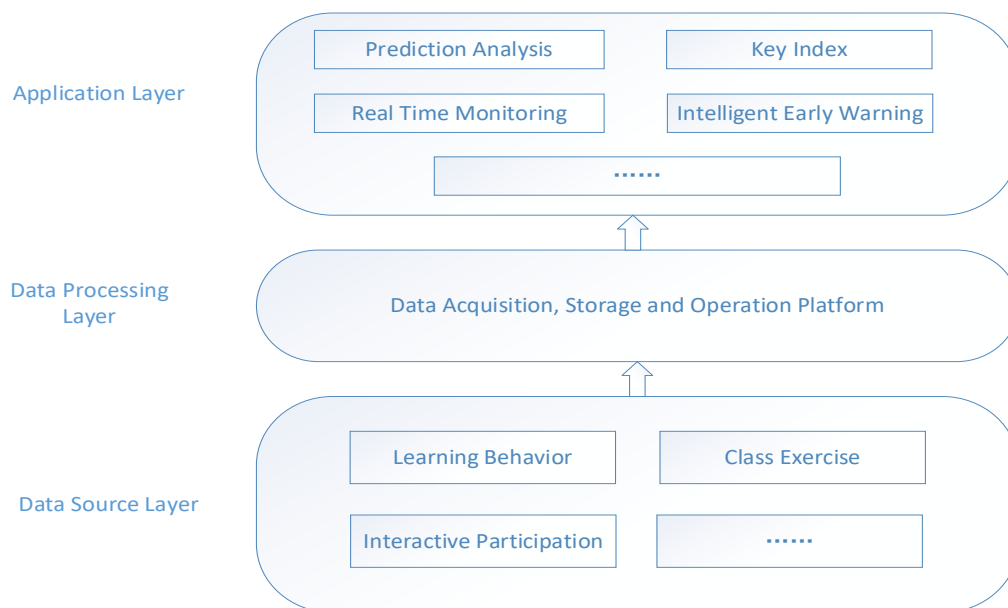 Prediction Analysis
Key Index
Application Layer
Real Time Monitoring
Intelligent Early Warning
......
Data Processing
Layer
Data Acquisition, Storage and Operation Platform
Learning Behavior
Class Exercise
Data Source Layer
Interactive Participation
......